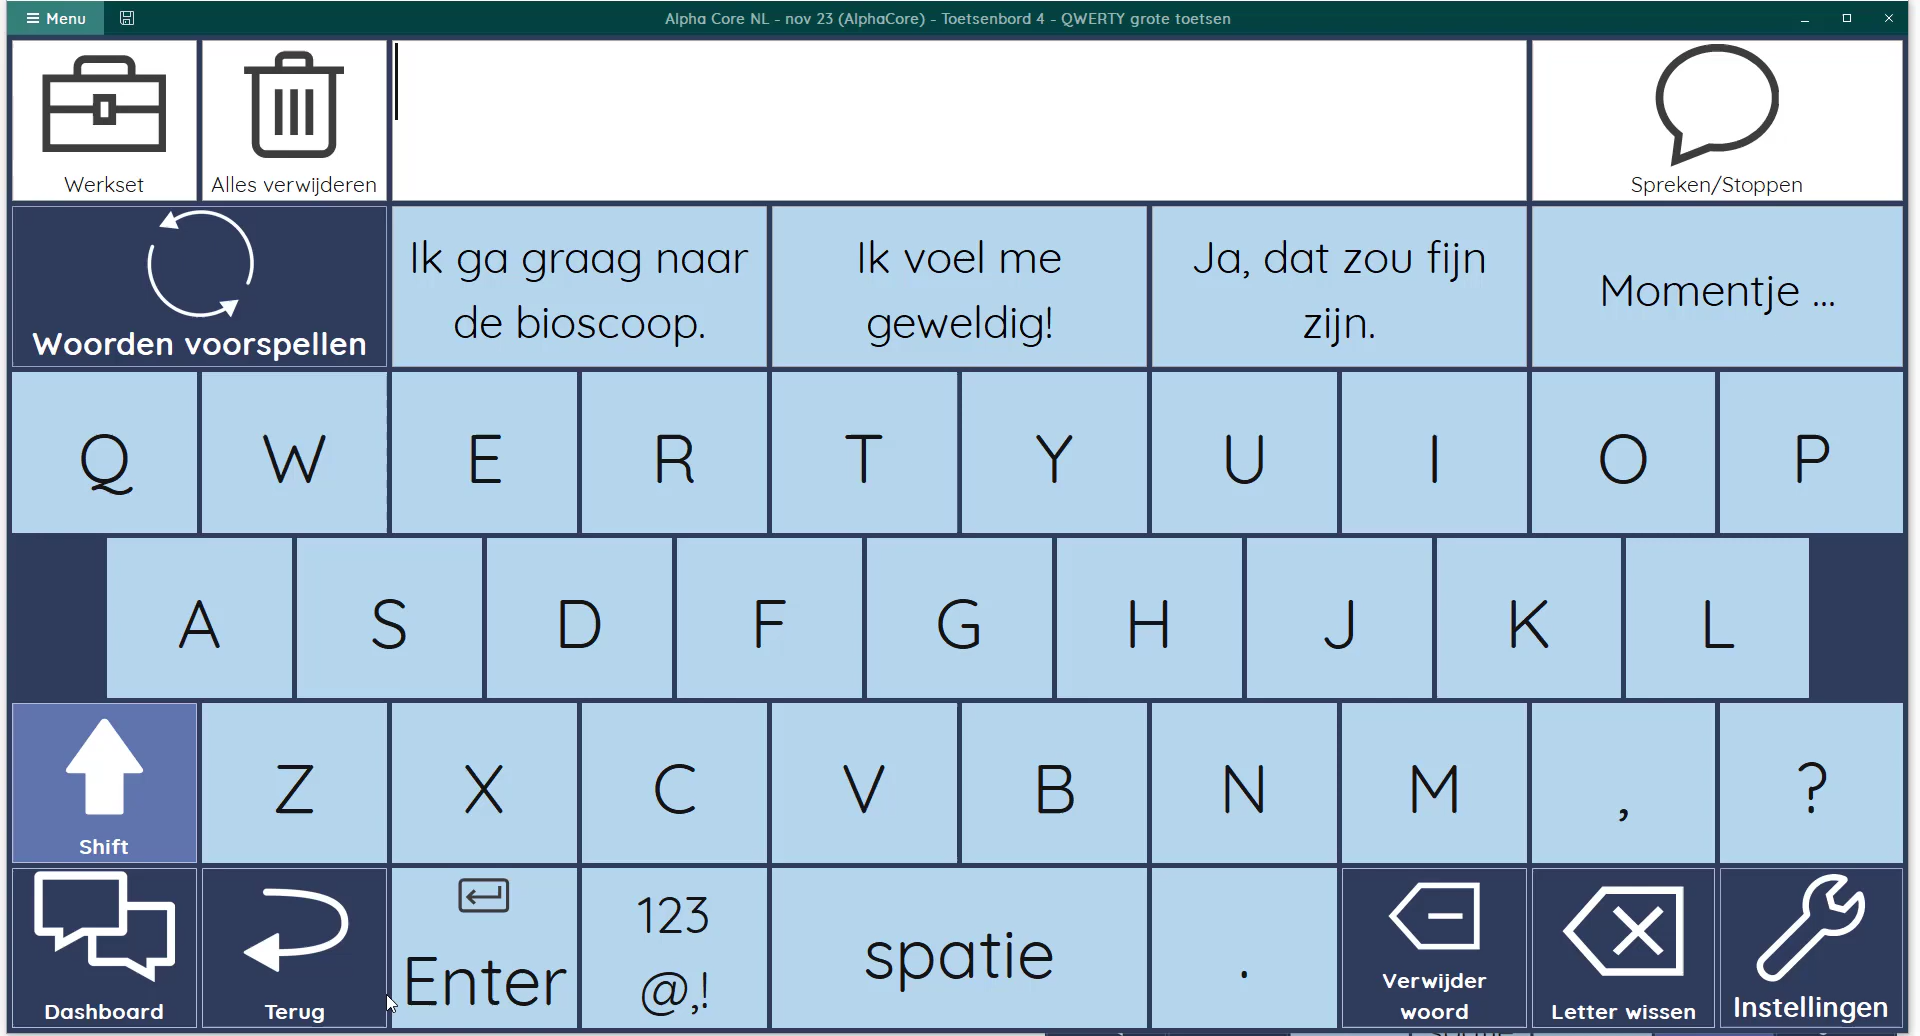 Menu
Alpha Core NL - nov 23 (AlphaCore) - Toetsenbord 4 - QWERTY grote toetsen
Werkset
Alles verwijderen
Spreken/Stoppen
Woorden voorspellen
Ik ga graag naar
de bioscoop.
Ik voel me
geweldig!
Ja, dat zou fijn
zijn.
Momentje ...
Q W E R T Y U I O P
A S D F G H J K L
Shift
Z X C V B N M , ?
Dashboard
Terug
Enter
123
@,!
spatie
.
Verwijder
woord
Letter wissen
Instellingen